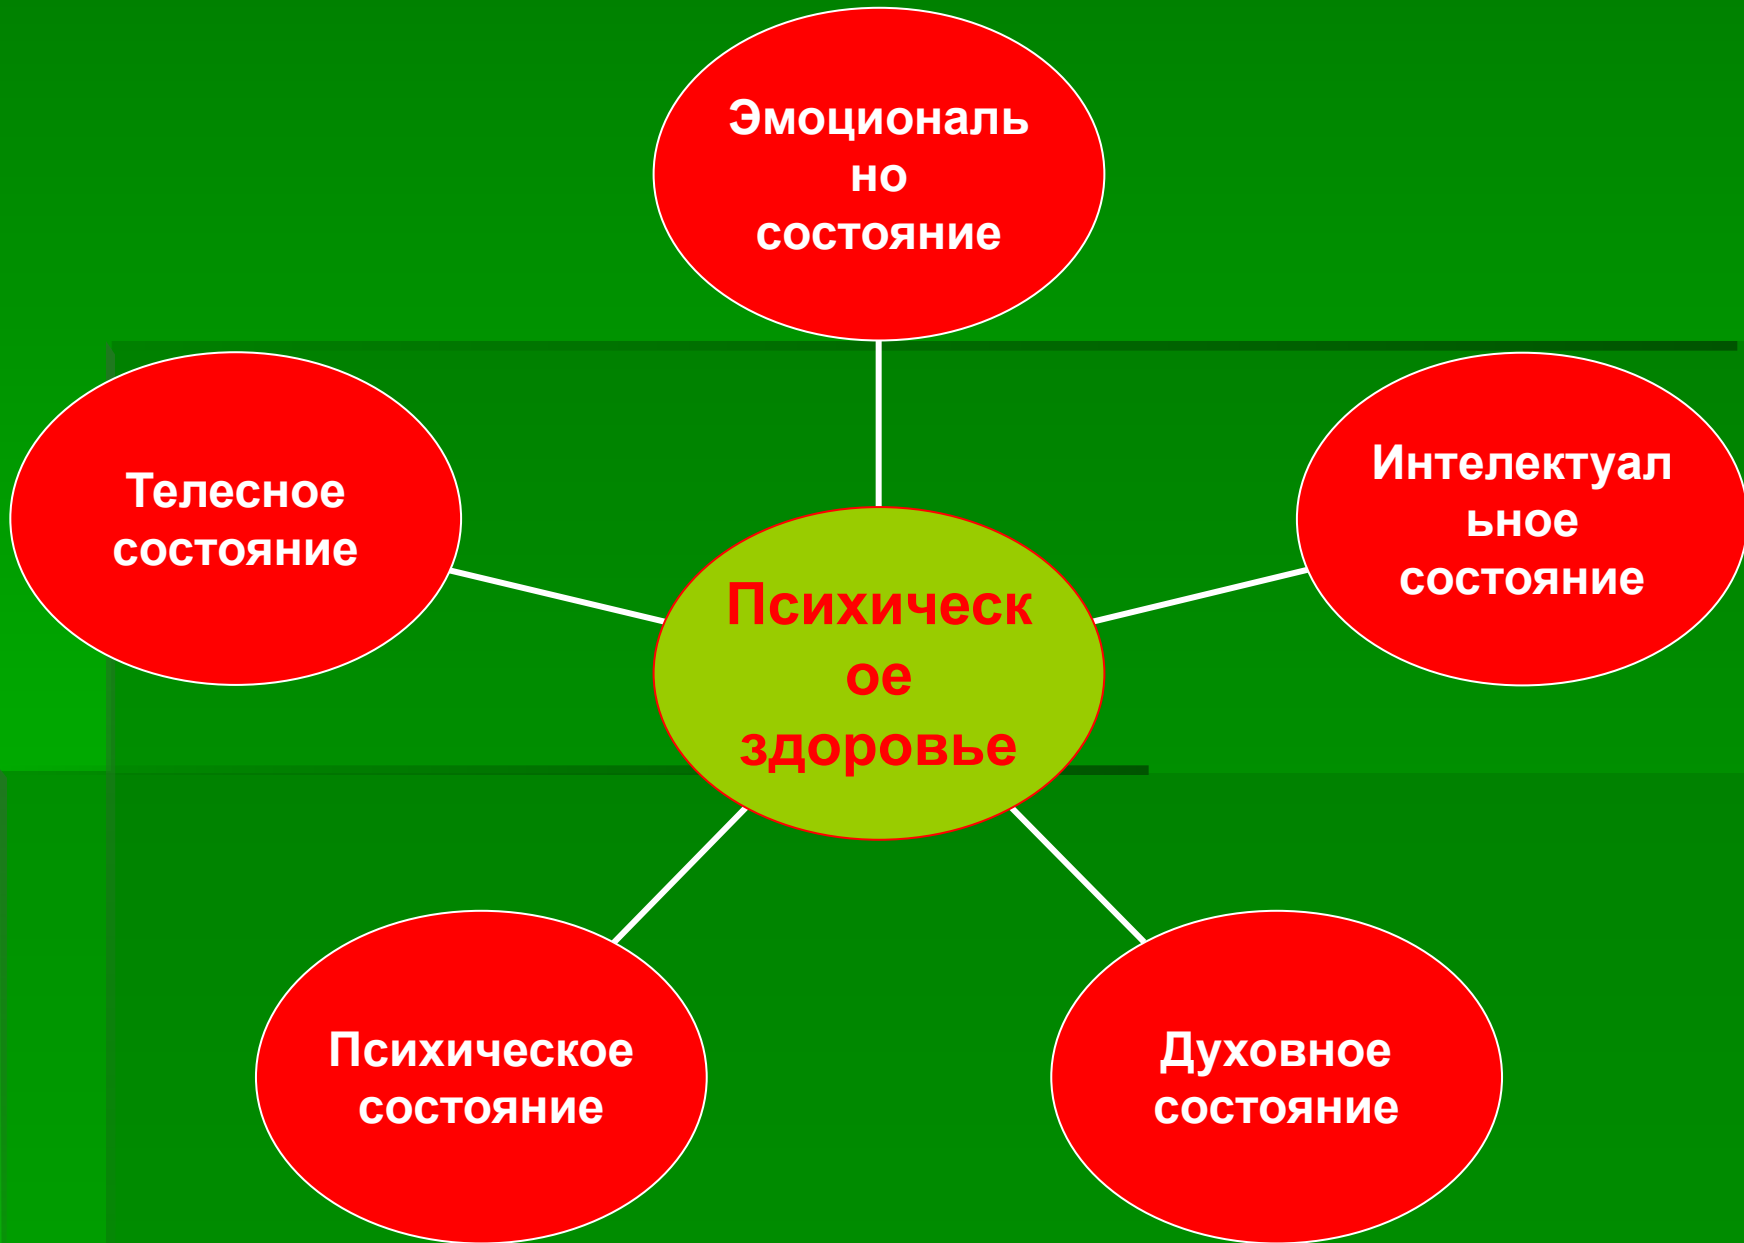 Эмоциональ
но
состояние
Телесное
состояние
Интелектуал
ьное
состояние
Психическ
ое
здоровье
Психическое
состояние
Духовное
состояние